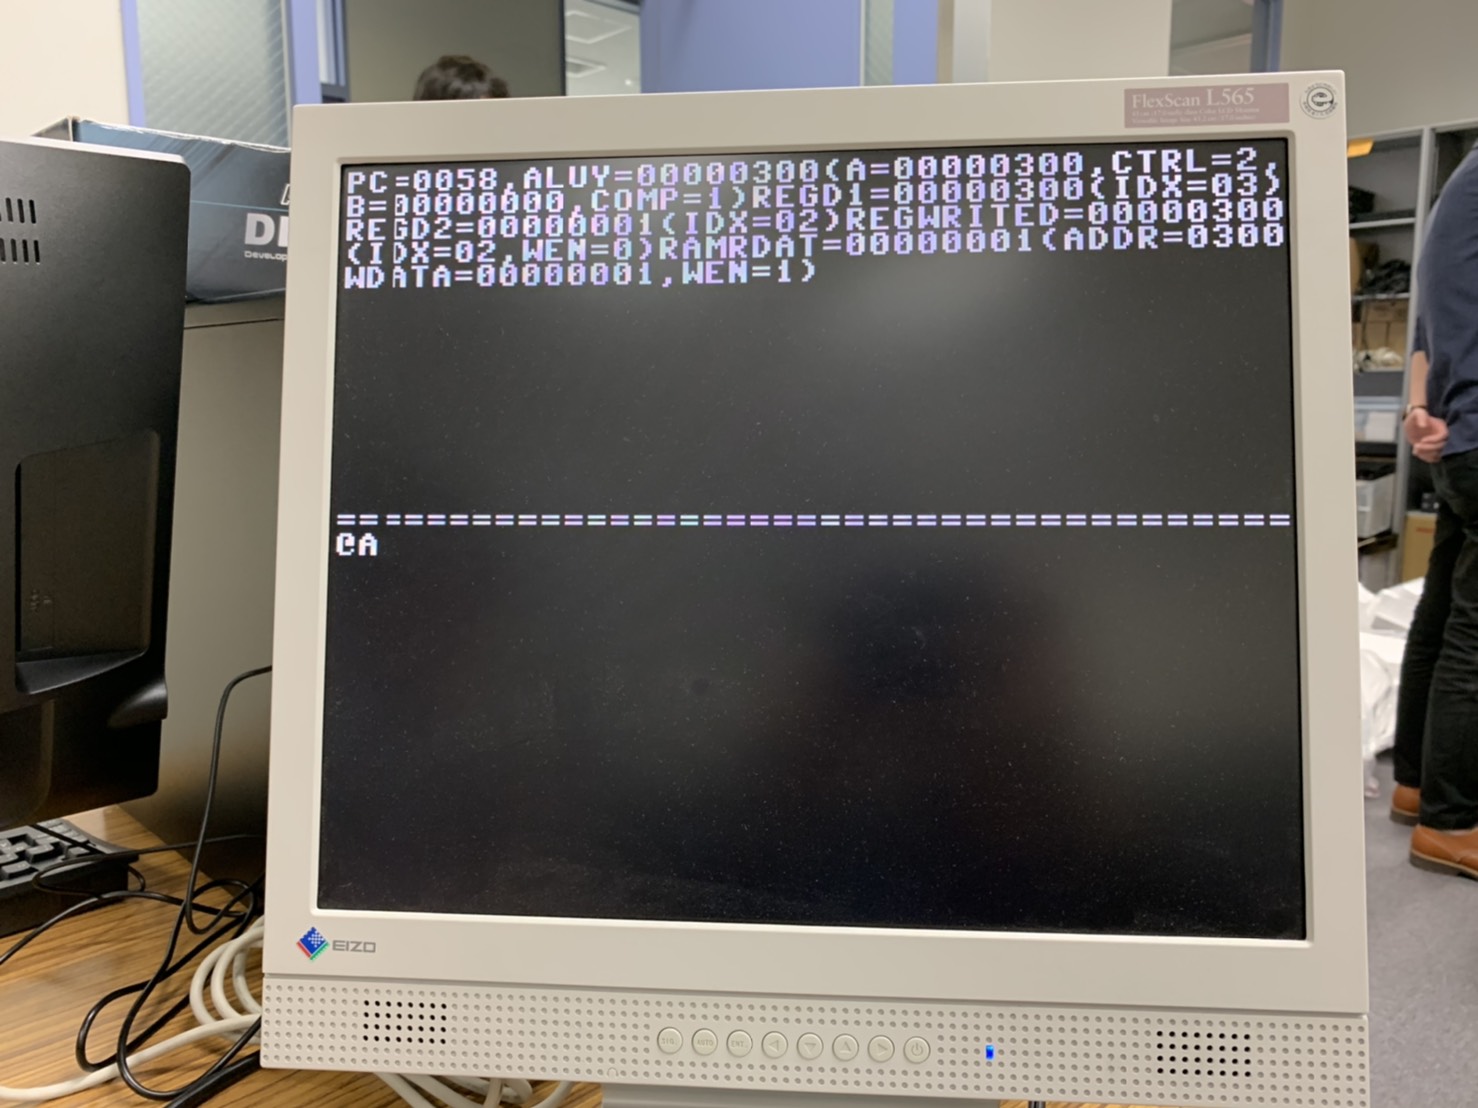 FlexScan L565
PC=0058,ALUY=00000300(A=00000300,CTRL=2,
B=00000000,COMP=1)REGD1=00000300(IDX=03)
REGD2=00000001(IDX=02)REGWRITED=00000300
(IDX=02,WEN=0)RAMRDAT=00000001(ADDR=0300
WDATA=00000001,WEN=1)
========================================
@A
EIZO
AUTO